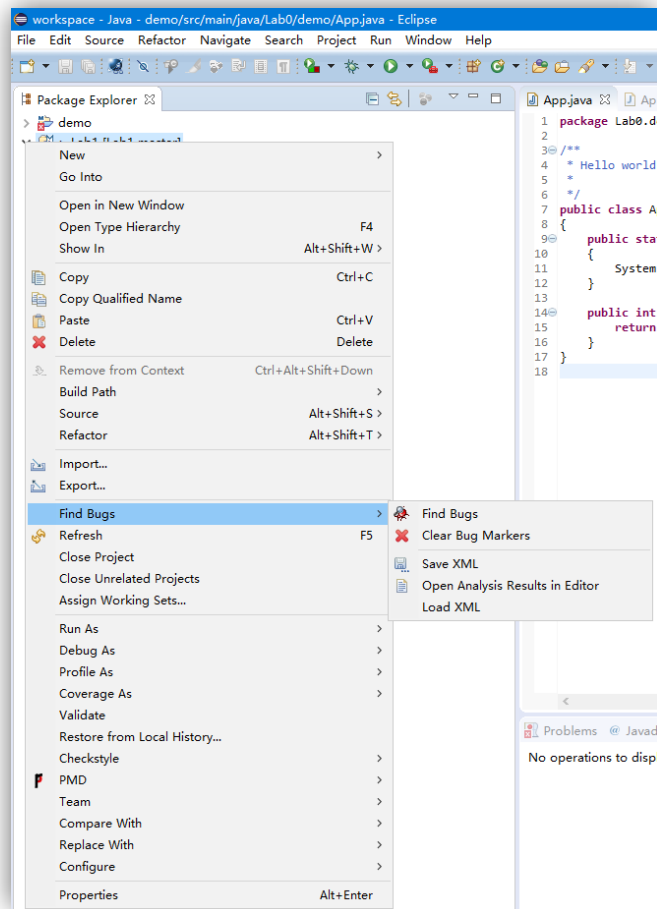 workspace - Java - demo/src/main/java/Lab0/demo/App.java - Eclipse
File Edit Source Refactor Navigate Search Project Run Window Help
Package Explorer
demo
App.java
1 package Lab0.d
2
3 /**
4 * Hello world
5 *
6 */
7 public class A
8 {
9 public sta
10 {
11 System
12 }
13
14 public int
15 return
16 }
17 }
18
New
Go Into
Open in New Window
Open Type Hierarchy F4
Show In Alt+Shift+W
Copy Ctrl+C
Copy Qualified Name
Paste Ctrl+V
Delete Delete
Remove from Context Ctrl+Alt+Shift+Down
Build Path
Source Alt+Shift+S
Refactor Alt+Shift+T
Import...
Export...
Find Bugs
Refresh F5
Close Project
Close Unrelated Projects
Assign Working Sets...
Run As
Debug As
Profile As
Coverage As
Validate
Restore from Local History...
Checkstyle
PMD
Team
Compare With
Replace With
Configure
Properties Alt+Enter
Find Bugs
Clear Bug Markers
Save XML
Open Analysis Results in Editor
Load XML
Problems @ Javad
No operations to disp